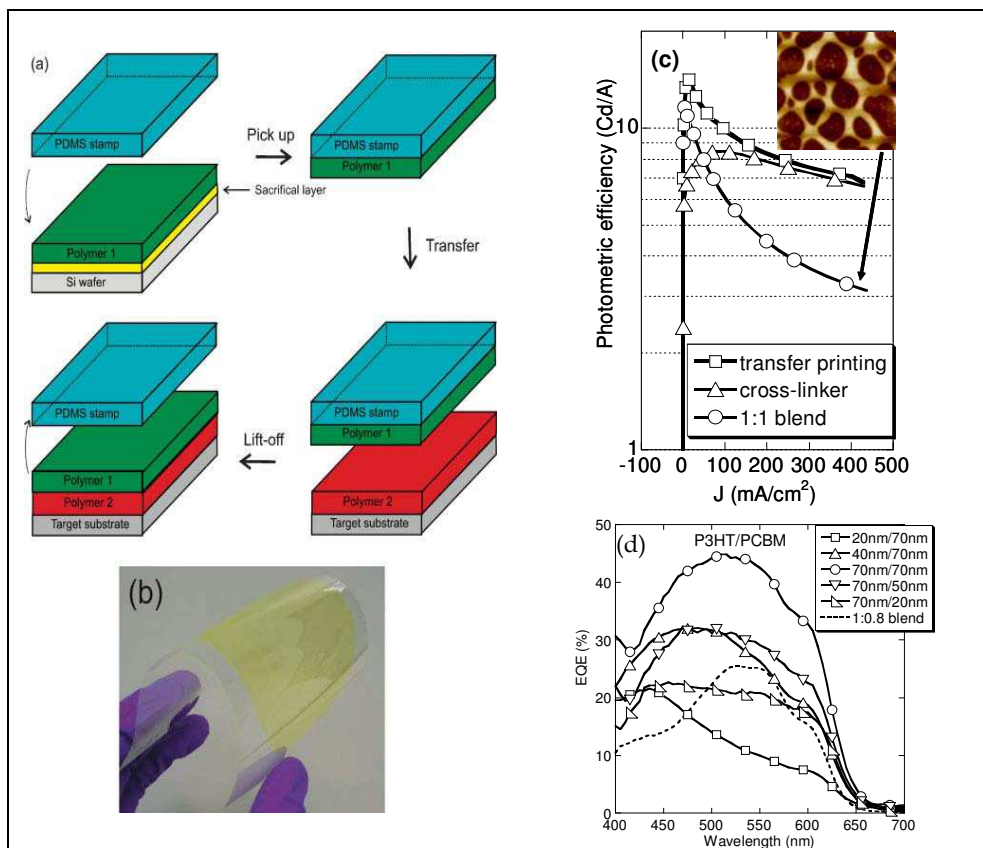 (a)
PDMS stamp
Polymer 1
Si wafer
Sacrifical layer
Pick up
PDMS stamp
Polymer 1
Transfer
PDMS stamp
Polymer 1
Polymer 2
Target substrate
Lift-off
PDMS stamp
Polymer 1
Polymer 2
Target substrate
(b)
(c)
Photometric efficiency (Cd/A)
10
1
transfer printing
cross-linker
1:1 blend
-100 0 100 200 300 400 500
J (mA/cm²)
(d)
P3HT/PCBM
20nm/70nm
40nm/70nm
70nm/70nm
70nm/50nm
70nm/20nm
1:0.8 blend
EQE (%)
50
40
30
20
10
0
400 450 500 550 600 650 700
Wavelength (nm)